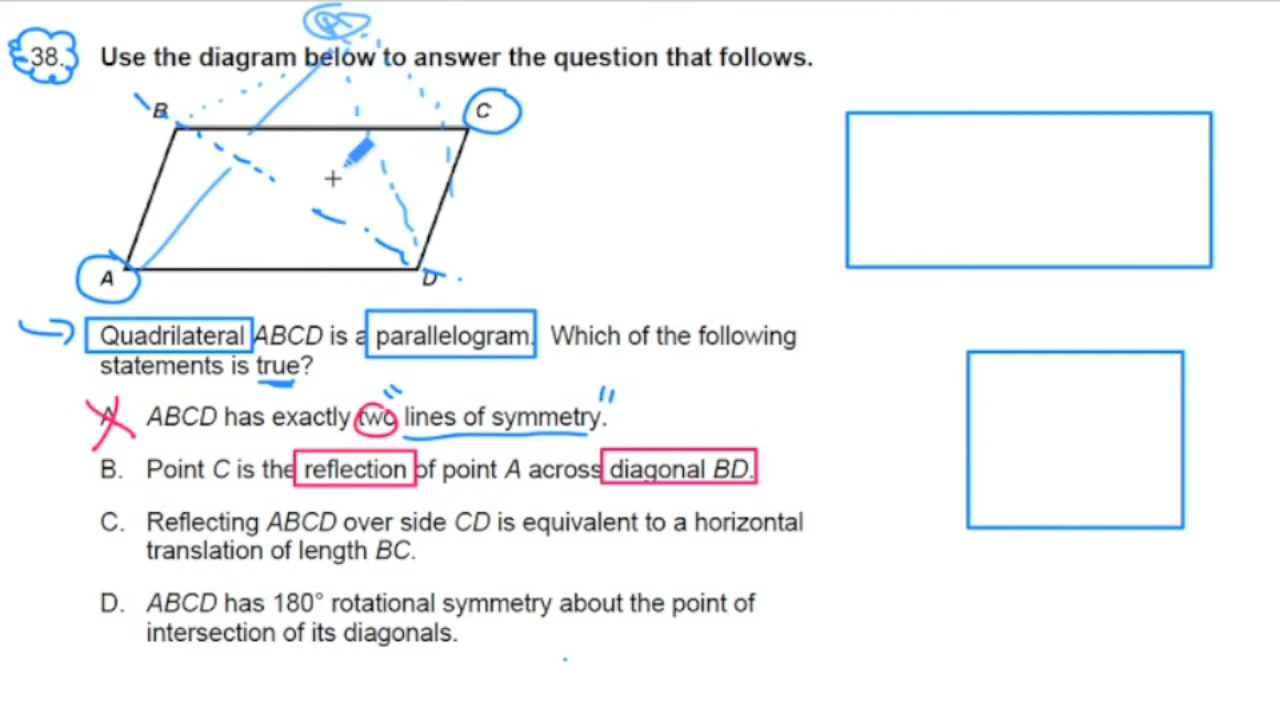 38. Use the diagram below to answer the question that follows.
B
C
A
D
Quadrilateral ABCD is a parallelogram. Which of the following
statements is true?
A. ABCD has exactly two "lines of symmetry."
B. Point C is the reflection of point A across diagonal BD.
C. Reflecting ABCD over side CD is equivalent to a horizontal
translation of length BC.
D. ABCD has 180° rotational symmetry about the point of
intersection of its diagonals.